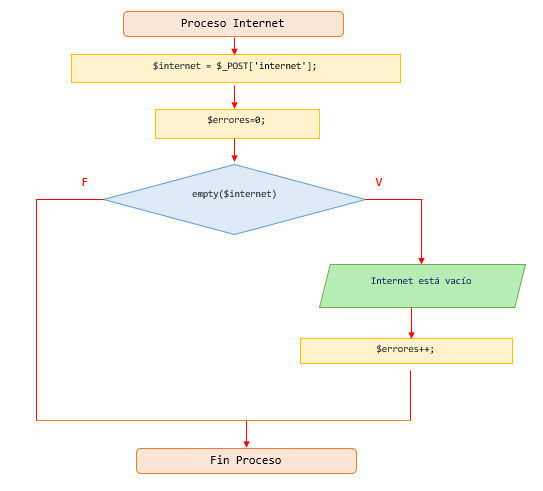 Proceso Internet
$internet = $_POST['internet'];
$errores=0;
F
V
empty($internet)
Internet está vacío
$errores++;
Fin Proceso